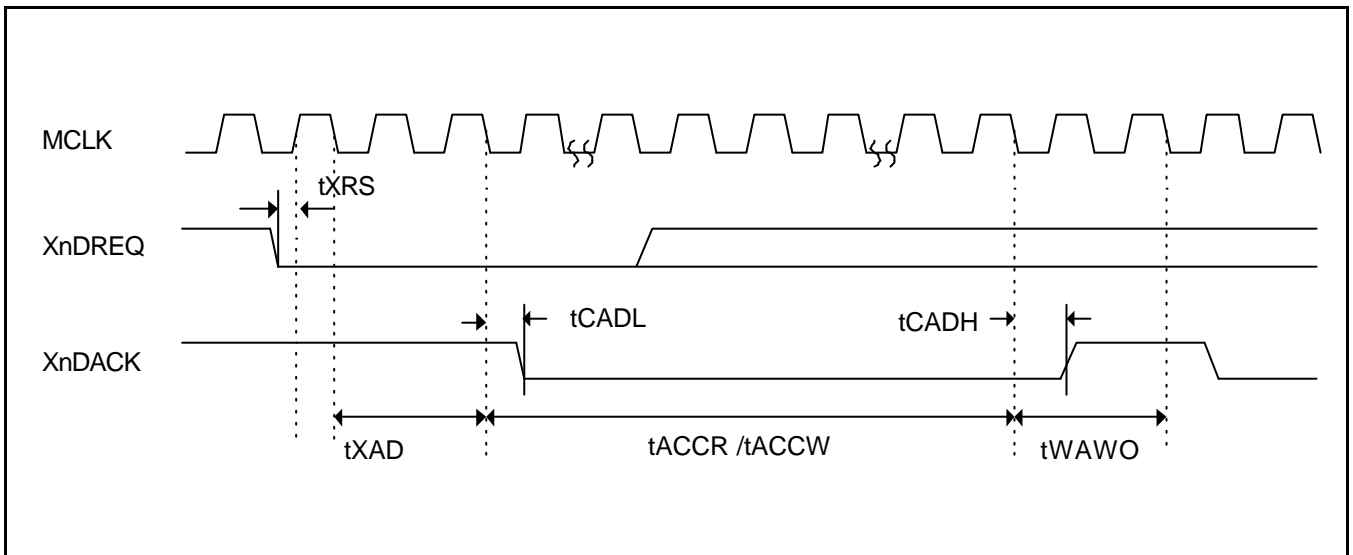 MCLK
tXRS
XnDREQ
tCADL
tCADH
XnDACK
tXAD
tACCR /tACCW
tWAWO